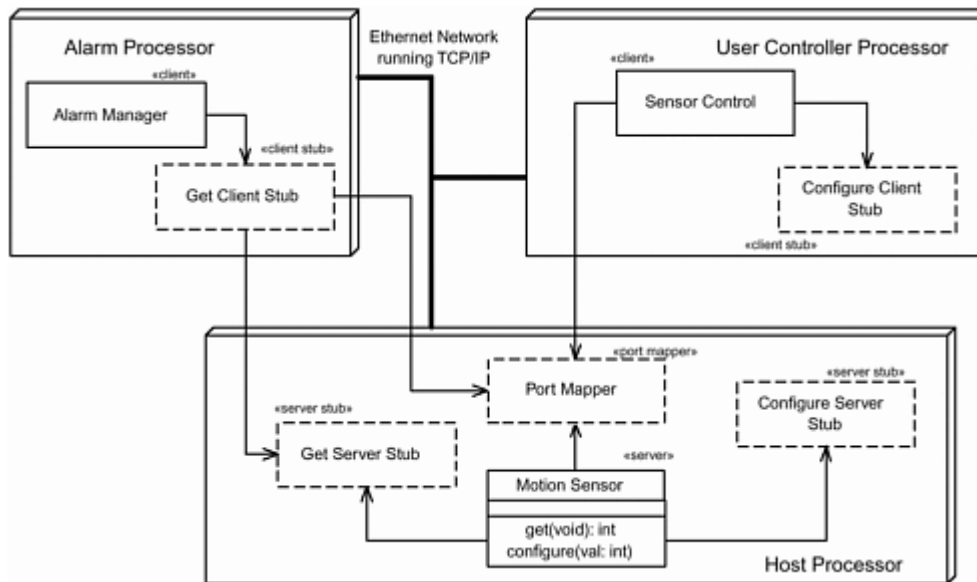 Alarm Processor
«client»
Alarm Manager
«client stub»
Get Client Stub
Ethernet Network
running TCP/IP
User Controller Processor
«client»
Sensor Control
Configure Client
Stub
«client stub»
«port mapper»
Port Mapper
«server stub»
Get Server Stub
«server stub»
Configure Server
Stub
«server»
Motion Sensor
get(void): int
configure(val: int)
Host Processor